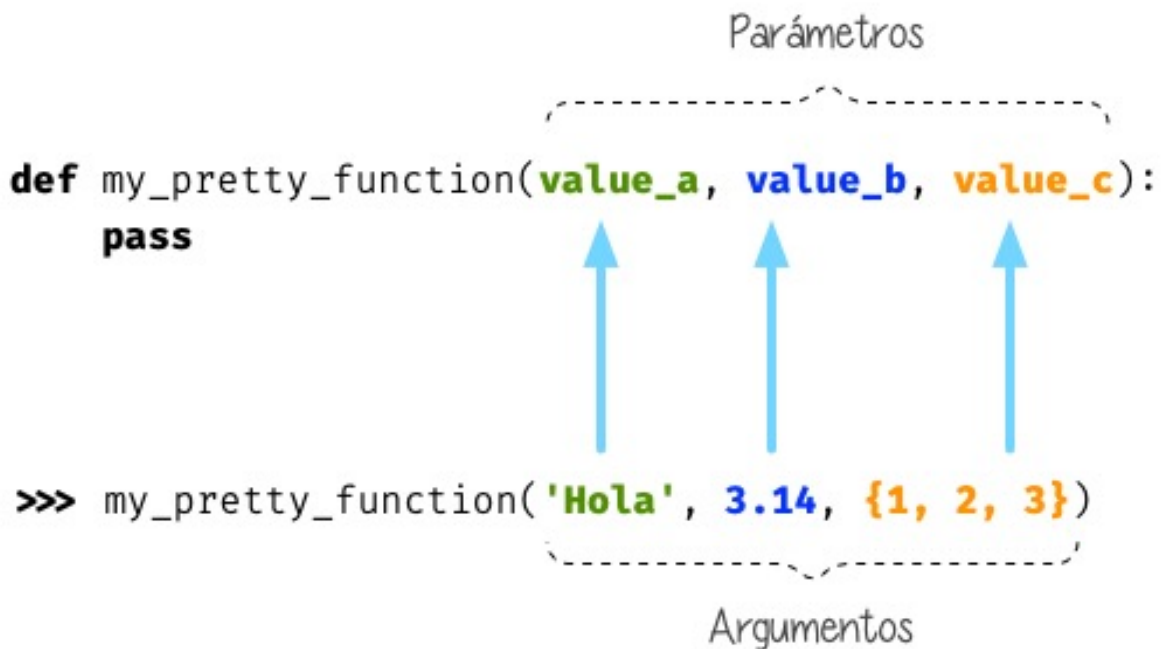 Parámetros
def my_pretty_function(value_a, value_b, value_c):
    pass
>>> my_pretty_function('Hola', 3.14, {1, 2, 3})
Argumentos